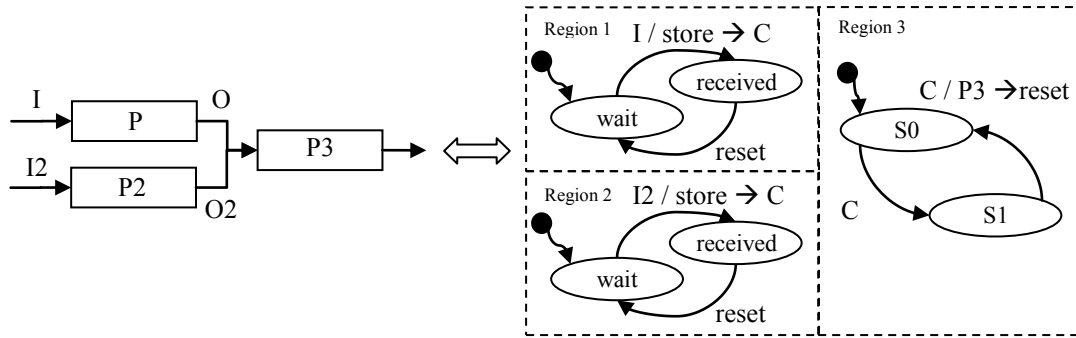 I
P
O
I2
P2
O2
P3
Region 1
I / store → C
received
wait
reset
Region 2
I2 / store → C
received
wait
reset
Region 3
C / P3 →reset
S0
C
S1